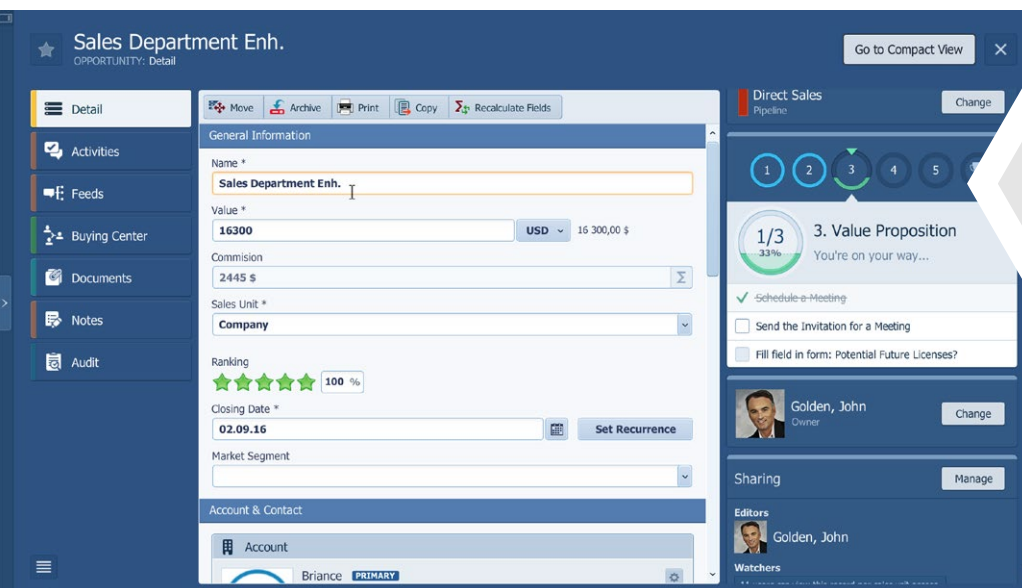 Sales Department Enh.
OPPORTUNITY: Detail
Go to Compact View
Detail
Activities
Feeds
Buying Center
Documents
Notes
Audit
Move Archive Print Copy Recalculate Fields
General Information
Name *
Sales Department Enh.
Value *
16300 USD 16 300,00 $
Commision
2445 $ Σ
Sales Unit *
Company
Ranking
100 %
Closing Date *
02.09.16 Set Recurrence
Market Segment
Account & Contact
Account
Briance PRIMARY
Direct Sales
Pipeline
Change
1 2 3 4 5
1/3
33%
3. Value Proposition
You're on your way...
Schedule a Meeting
Send the Invitation for a Meeting
Fill field in form: Potential Future Licenses?
Golden, John
Owner
Change
Sharing Manage
Editors
Golden, John
Watchers